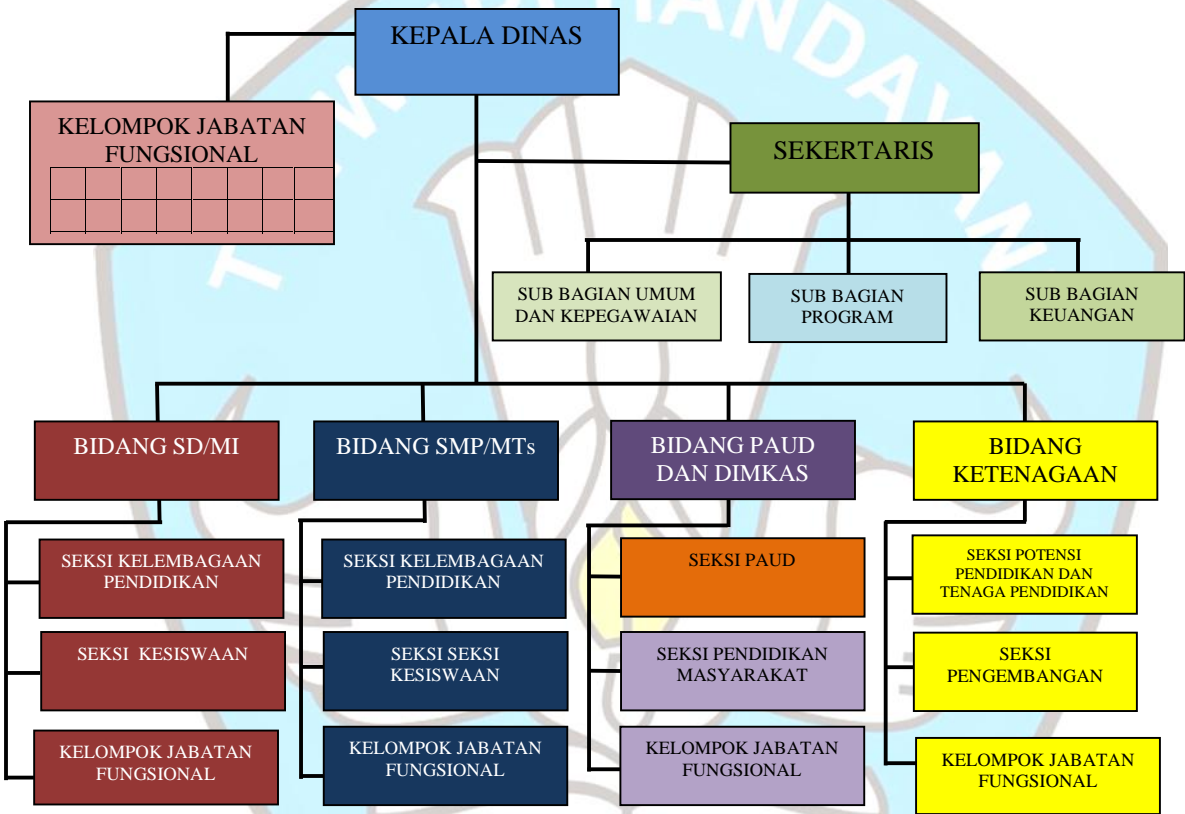 KEPALA DINAS
KELOMPOK JABATAN
FUNGSIONAL
SEKERTARIS
SUB BAGIAN UMUM
DAN KEPEGAWAIAN
SUB BAGIAN
PROGRAM
SUB BAGIAN
KEUANGAN
BIDANG SD/MI
BIDANG SMP/MTs
BIDANG PAUD
DAN DIMKAS
BIDANG
KETENAGAAN
SEKSI KELEMBAGAAN
PENDIDIKAN
SEKSI KESISWAAN
KELOMPOK JABATAN
FUNGSIONAL
SEKSI KELEMBAGAAN
PENDIDIKAN
SEKSI SEKSI
KESISWAAN
KELOMPOK JABATAN
FUNGSIONAL
SEKSI PAUD
SEKSI PENDIDIKAN
MASYARAKAT
KELOMPOK JABATAN
FUNGSIONAL
SEKSI POTENSI
PENDIDIKAN DAN
TENAGA PENDIDIKAN
SEKSI
PENGEMBANGAN
KELOMPOK JABATAN
FUNGSIONAL